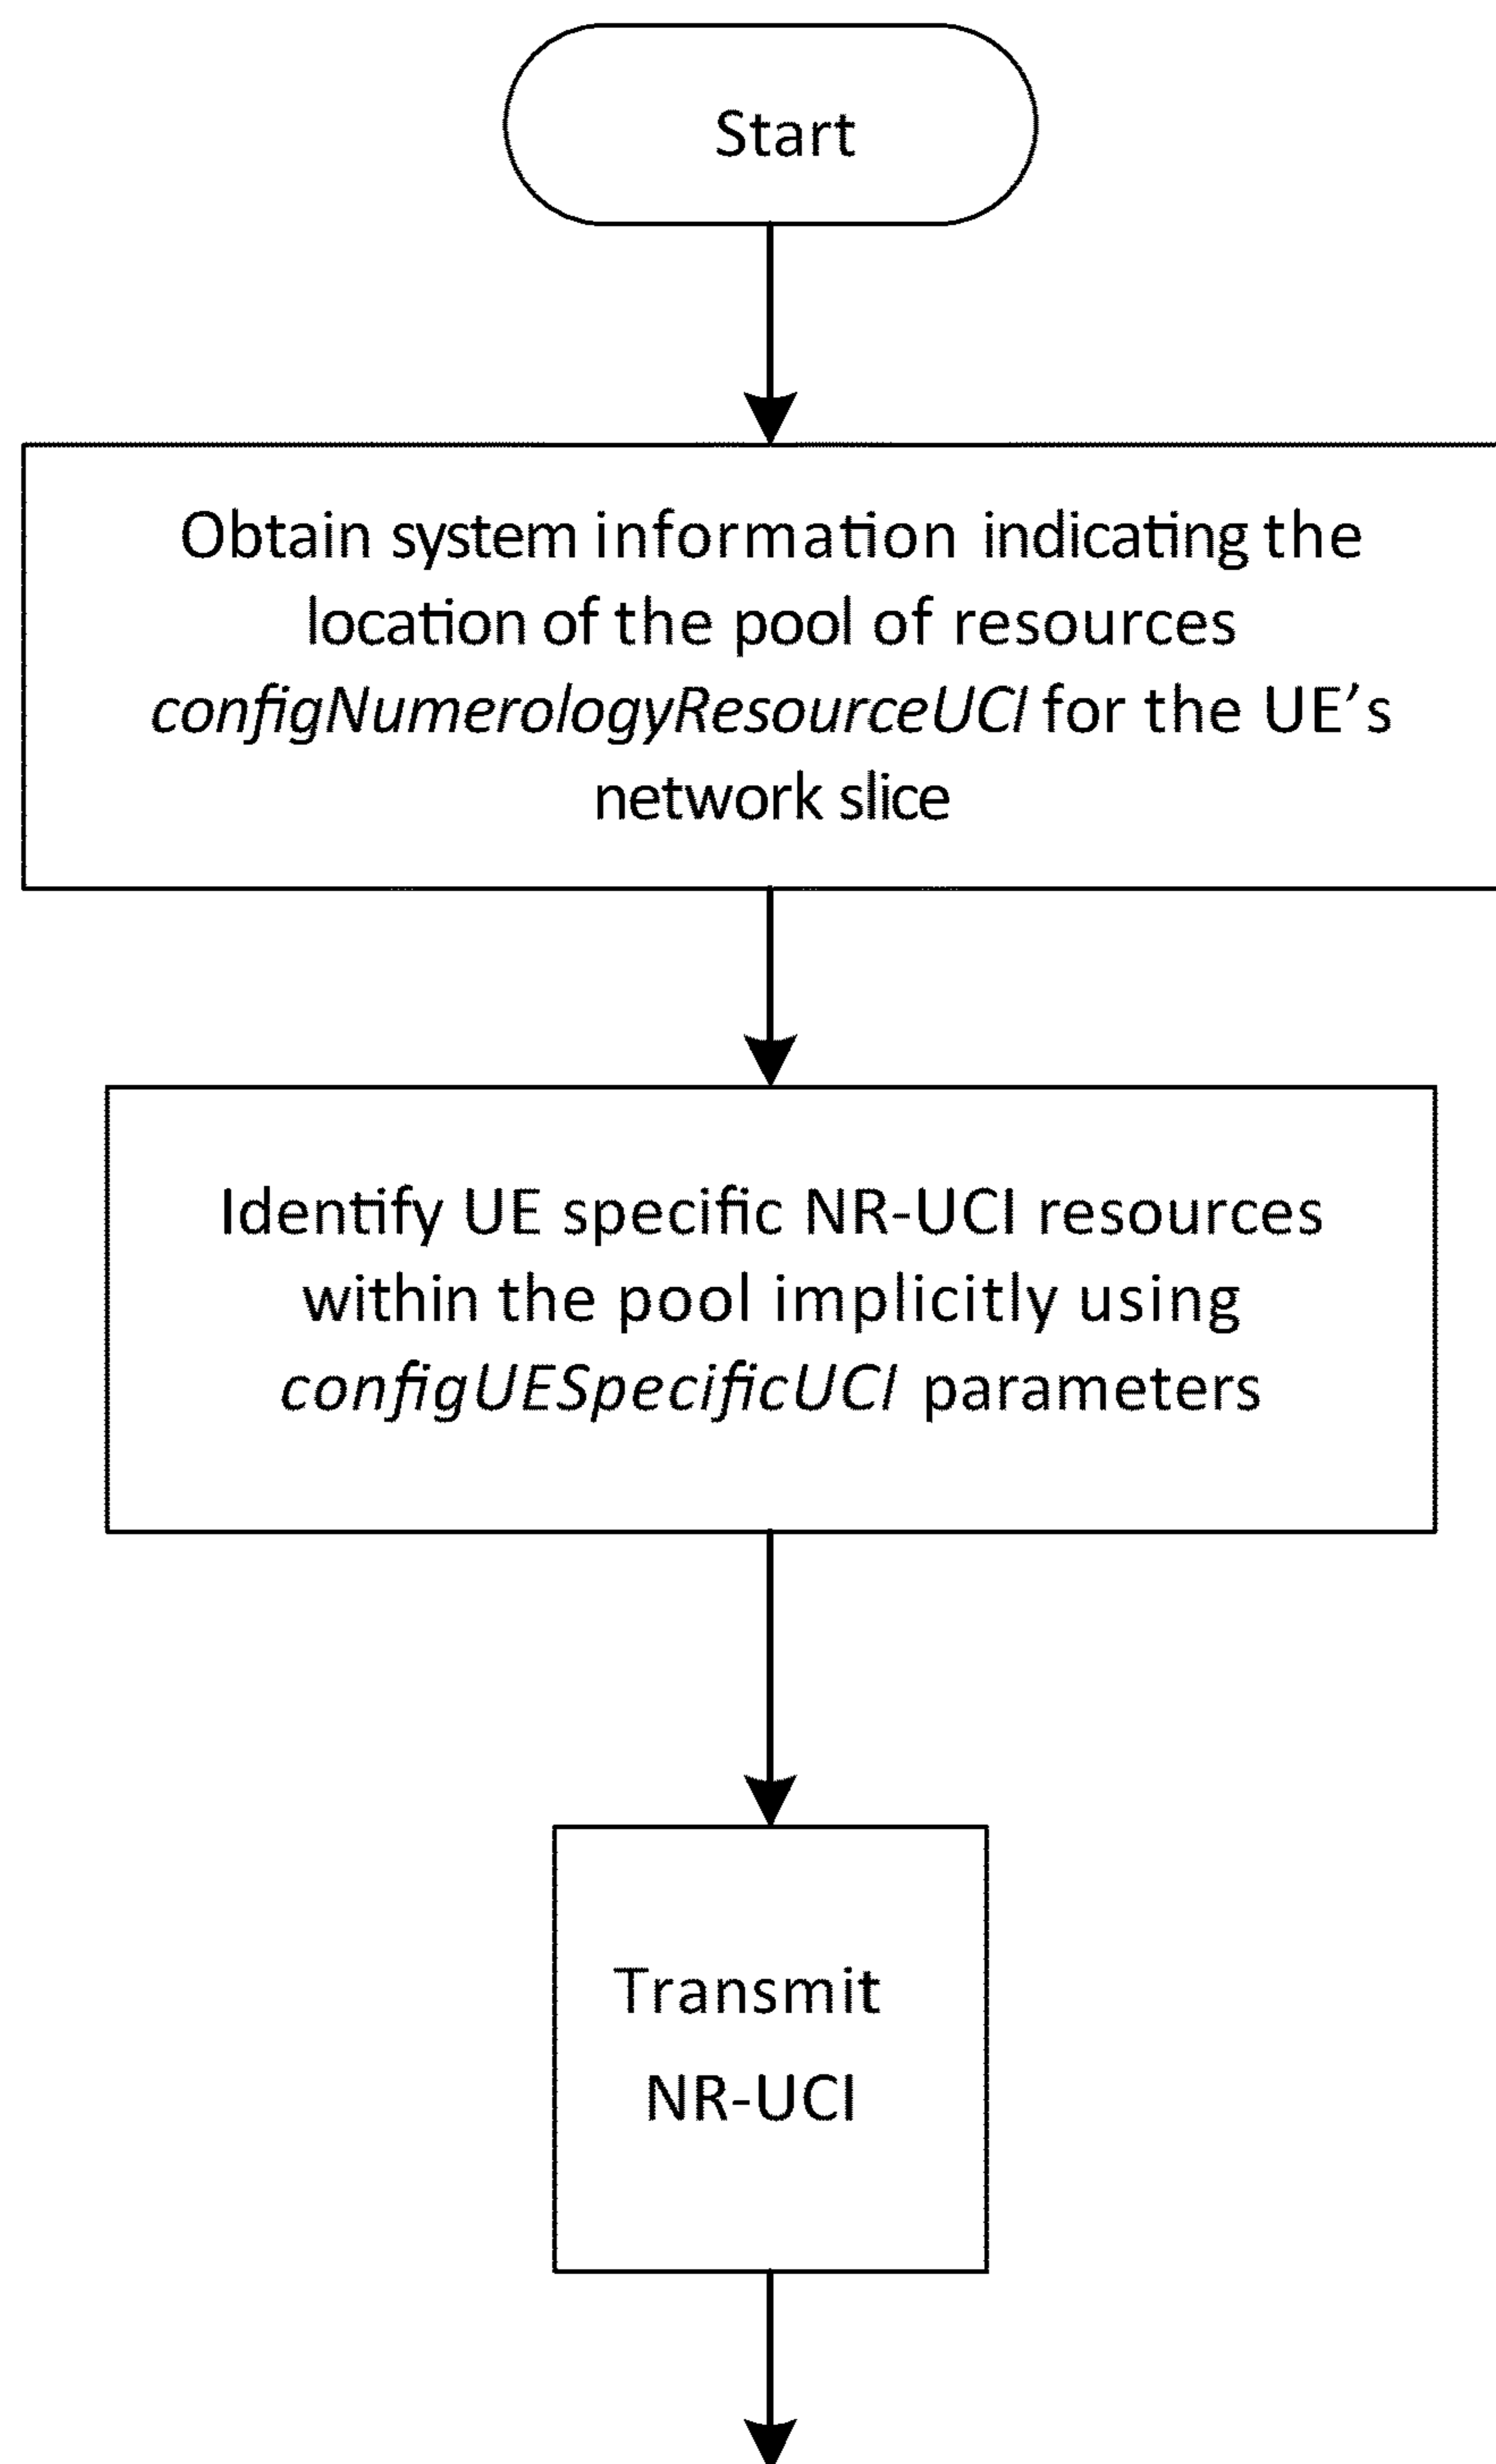 Start
Obtain system information indicating the
location of the pool of resources
configNumerologyResourceUCI for the UE’s
network slice
Identify UE specific NR-UCI resources
within the pool implicitly using
configUESpecificUCI parameters
Transmit
NR-UCI